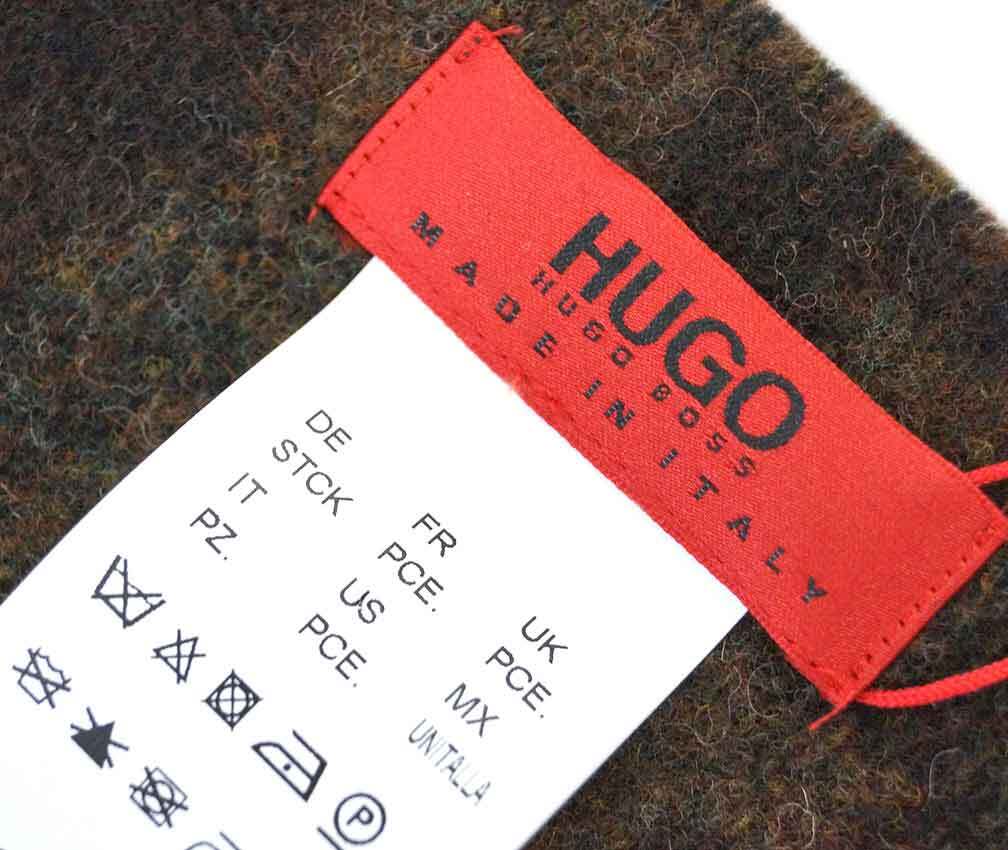 HUGO
HUGO BOSS
MADE IN ITALY
DE
STCK
FR
PCE.
UK
PCE.
IT
PZ.
US
PCE.
MX
UNITALLA
P